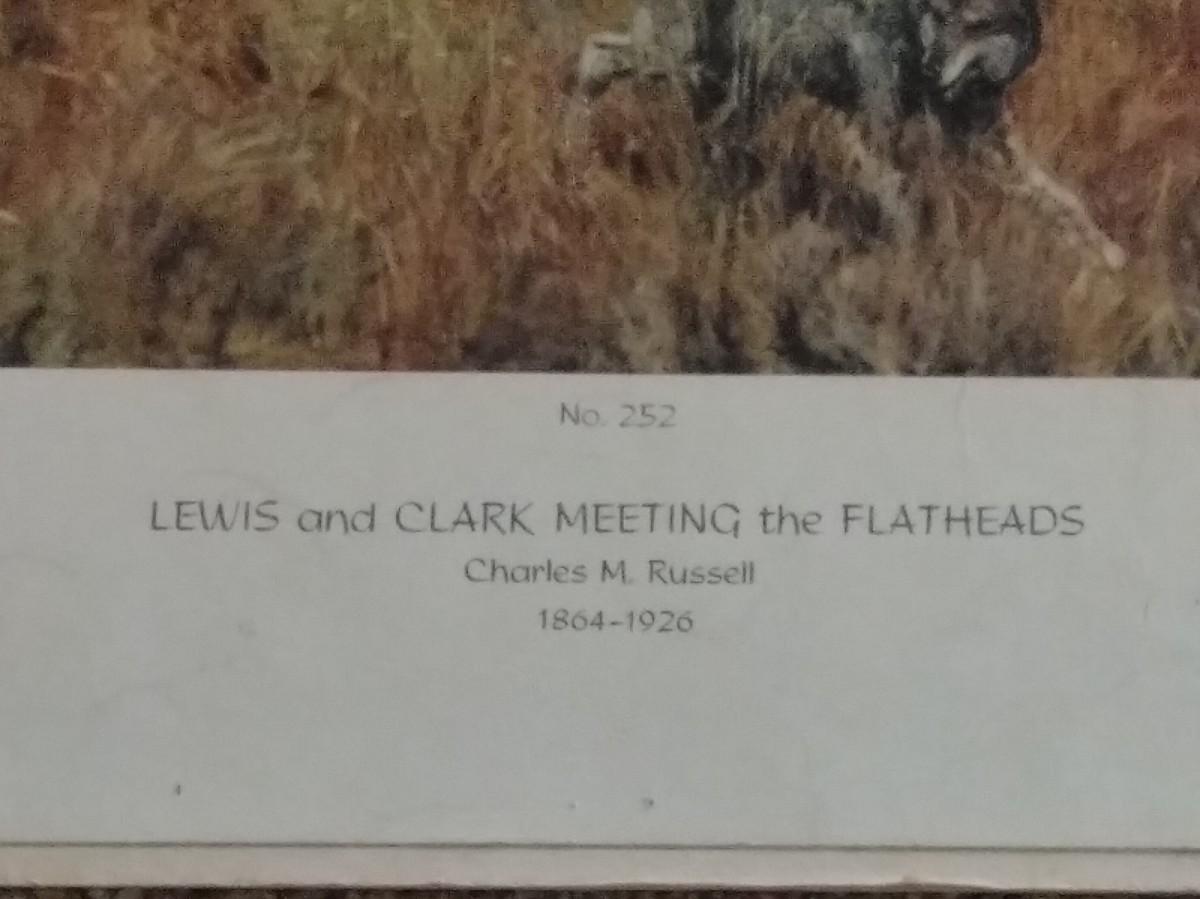 No. 252
LEWIS and CLARK MEETING the FLATHEADS
Charles M. Russell
1864-1926